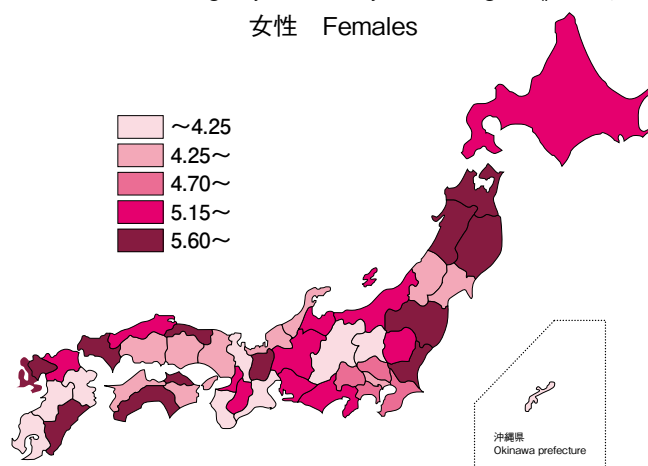 女性 Females
～4.25
4.25～
4.70～
5.15～
5.60～
沖縄県
Okinawa prefecture